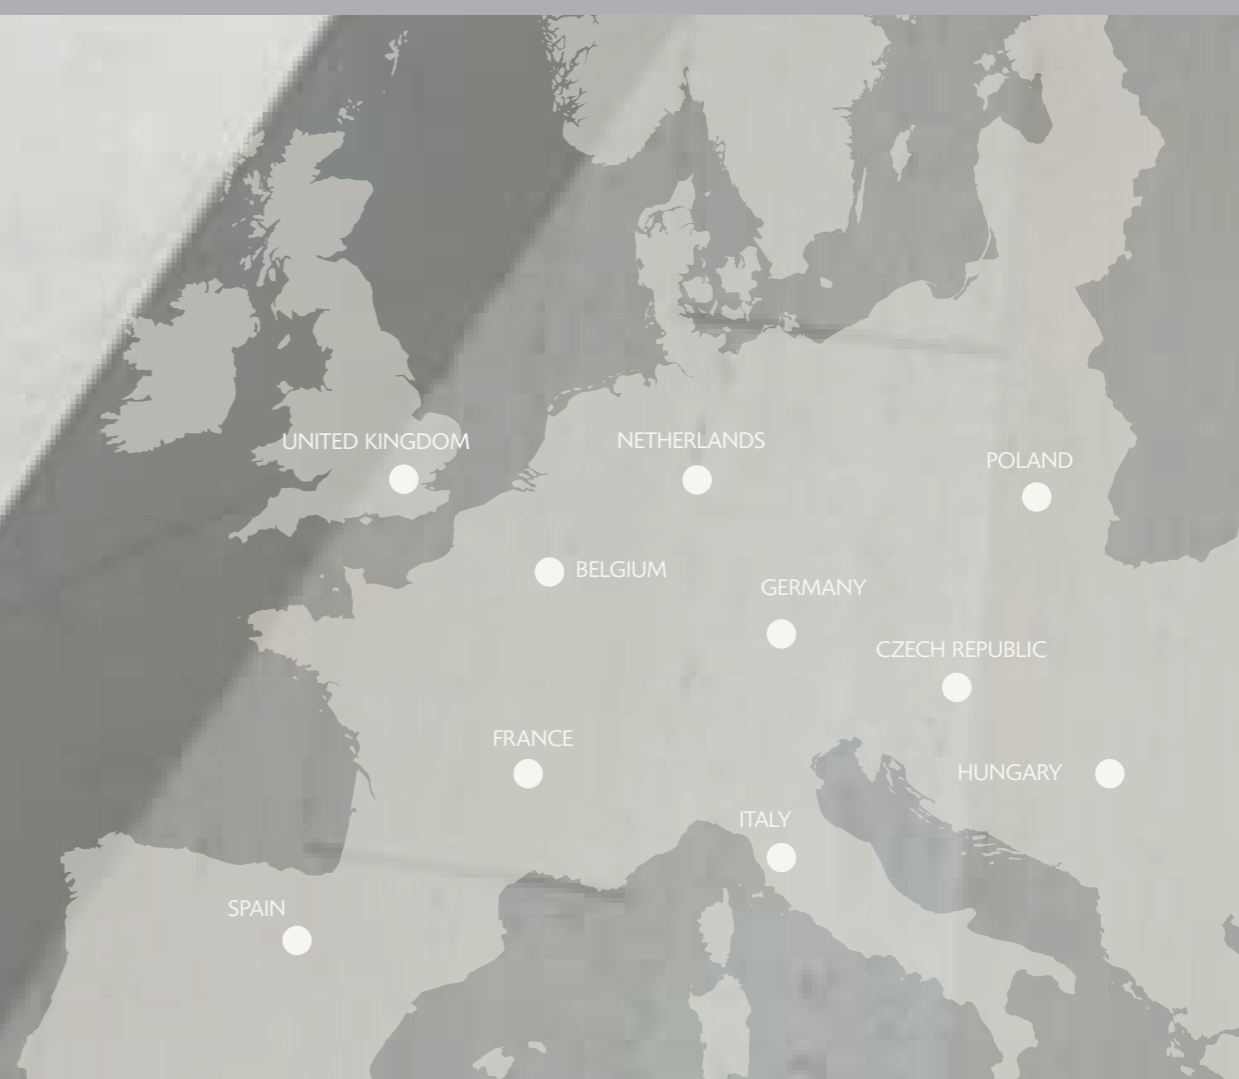 UNITED KINGDOM
NETHERLANDS
POLAND
BELGIUM
GERMANY
CZECH REPUBLIC
FRANCE
HUNGARY
ITALY
SPAIN